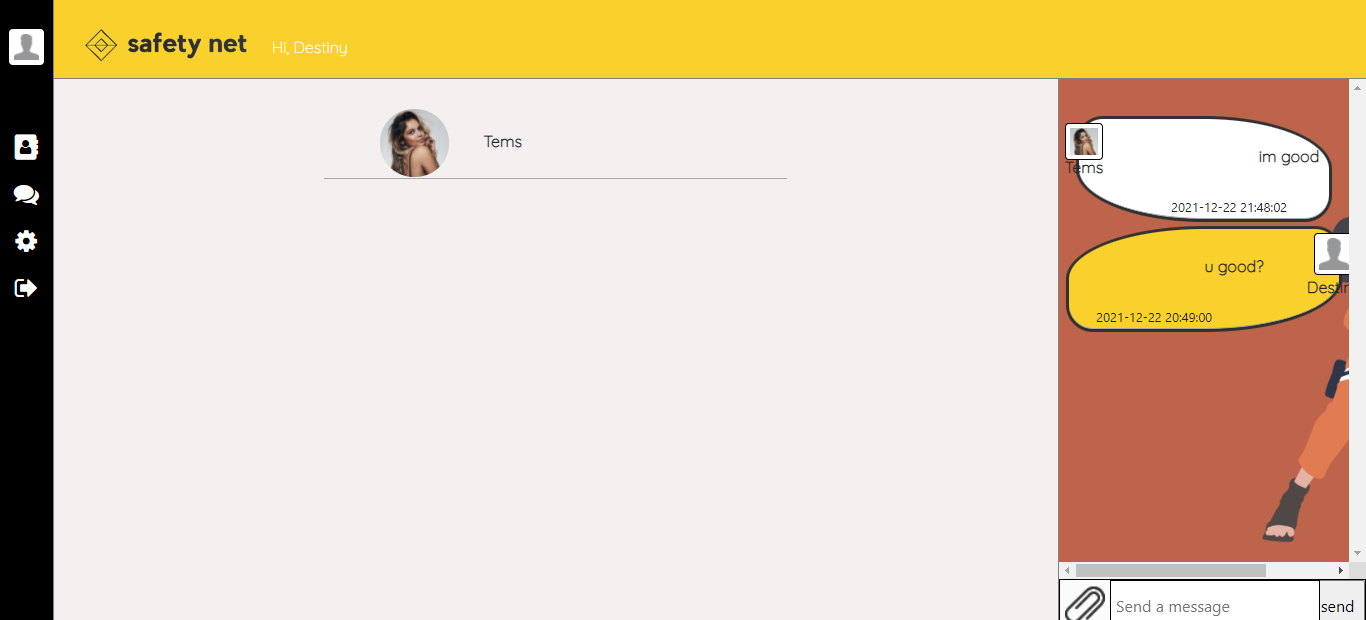 safety net
Hi, Destiny
Tems
im good
Tems
2021-12-22 21:48:02
u good?
Destin
2021-12-22 20:49:00
Send a message
send